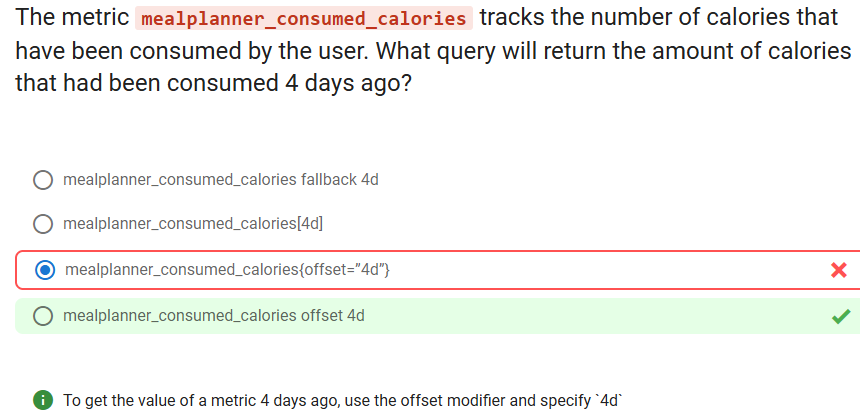 The metric mealplanner_consumed_calories tracks the number of calories that
have been consumed by the user. What query will return the amount of calories
that had been consumed 4 days ago?
mealplanner_consumed_calories fallback 4d
mealplanner_consumed_calories[4d]
mealplanner_consumed_calories{offset=”4d”}
mealplanner_consumed_calories offset 4d
To get the value of a metric 4 days ago, use the offset modifier and specify `4d`